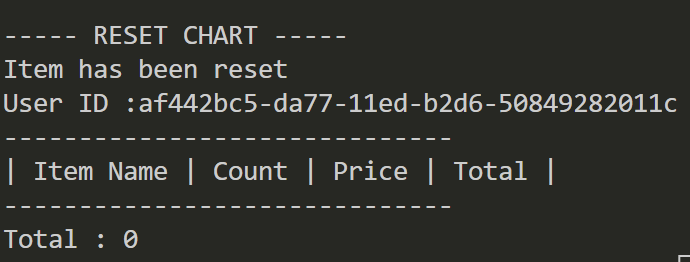 ----- RESET CHART -----
Item has been reset
User ID :af442bc5-da77-11ed-b2d6-50849282011c
------------------------------
| Item Name | Count | Price | Total |
------------------------------
Total : 0